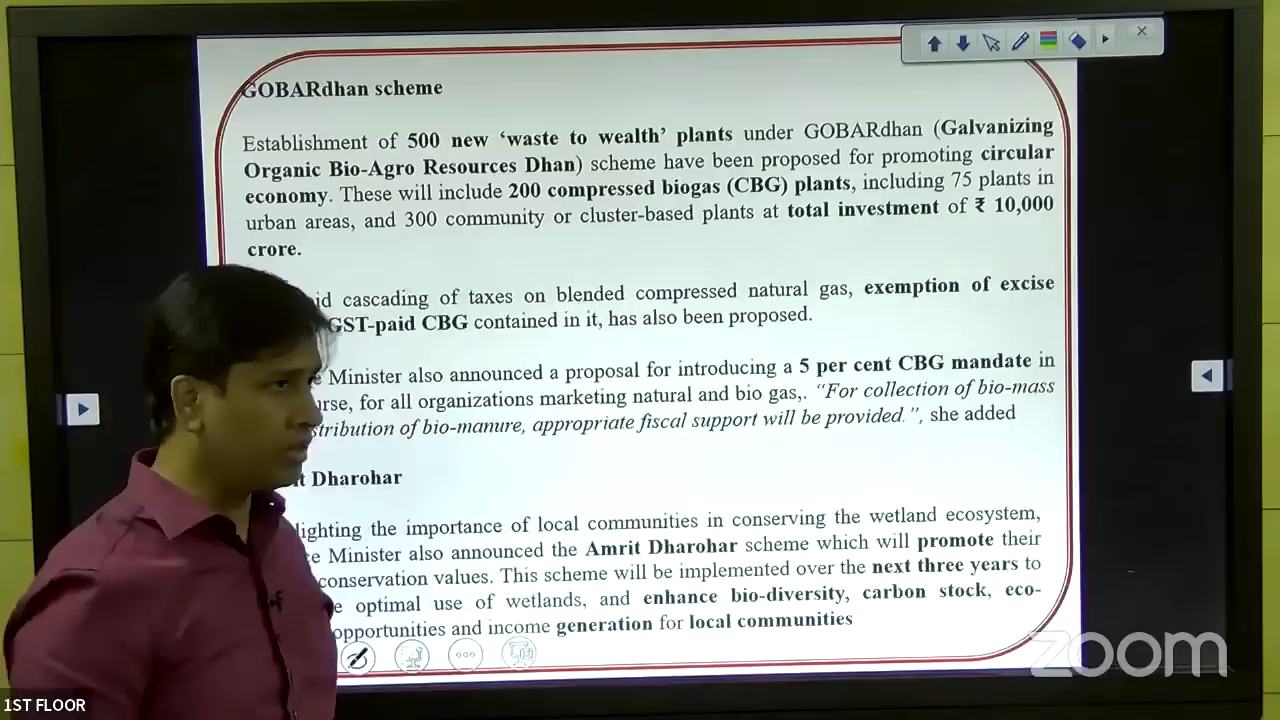 GOBARdhan scheme
Establishment of 500 new ‘waste to wealth’ plants under GOBARdhan (Galvanizing
Organic Bio-Agro Resources Dhan) scheme have been proposed for promoting circular
economy. These will include 200 compressed biogas (CBG) plants, including 75 plants in
urban areas, and 300 community or cluster-based plants at total investment of ₹ 10,000
crore.
cascading of taxes on blended compressed natural gas, exemption of excise
GST-paid CBG contained in it, has also been proposed.
Minister also announced a proposal for introducing a 5 per cent CBG mandate in
for all organizations marketing natural and bio gas,. “For collection of bio-mass
of bio-manure, appropriate fiscal support will be provided.”, she added
Dharohar
the importance of local communities in conserving the wetland ecosystem,
Minister also announced the Amrit Dharohar scheme which will promote their
conservation values. This scheme will be implemented over the next three years to
optimal use of wetlands, and enhance bio-diversity, carbon stock, eco-
opportunities and income generation for local communities
zoom
1ST FLOOR